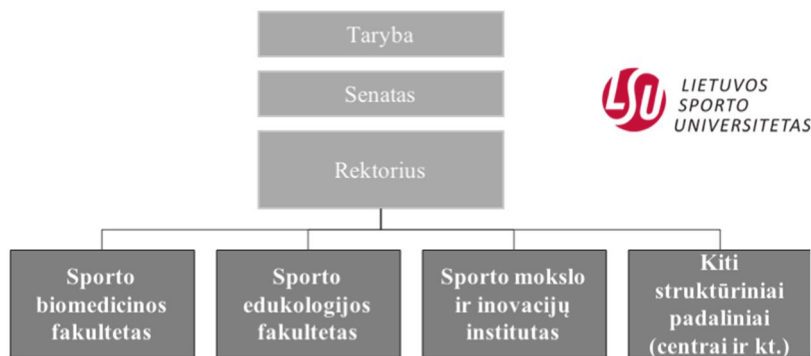 Taryba
Senatas
LSU
LIETUVOS
SPORTO
UNIVERSITETAS
Rektorius
Sporto
biomedicinos
fakultetas
Sporto
edukologijos
fakultetas
Sporto mokslo
ir inovacijų
institutas
Kiti
struktūriniai
padaliniai
(centrai ir kt.)